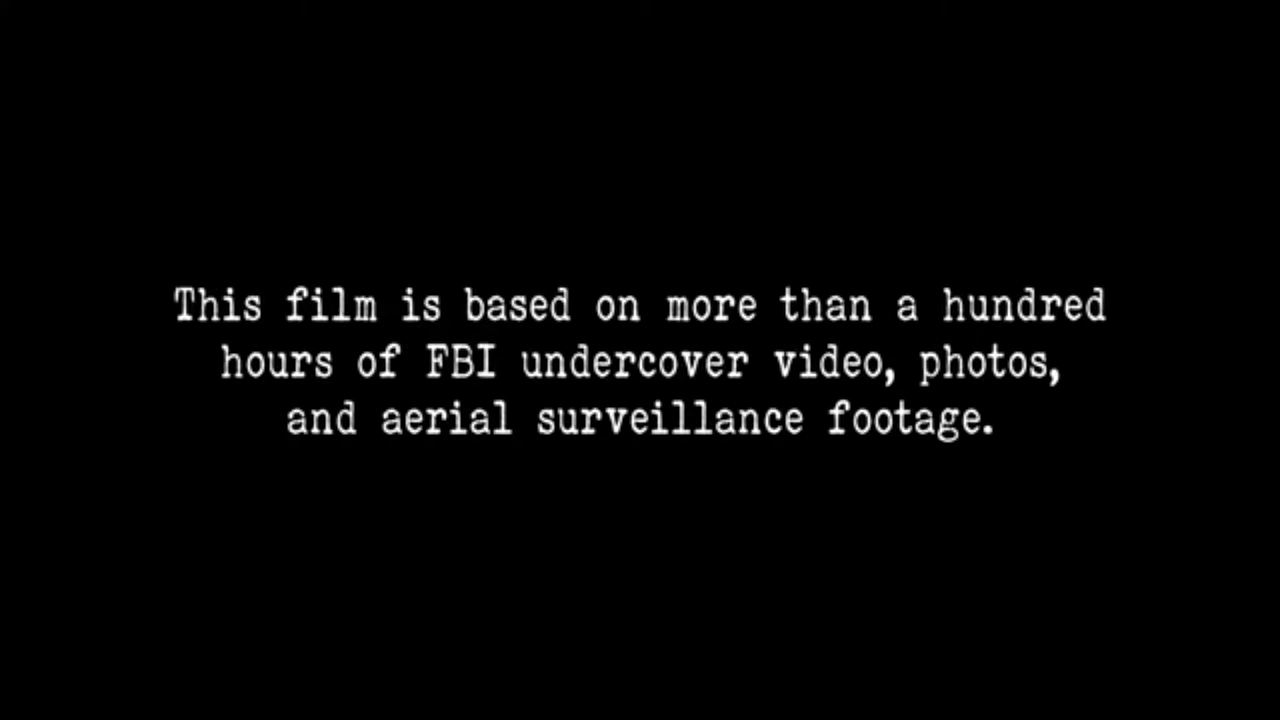 This film is based on more than a hundred
hours of FBI undercover video, photos,
and aerial surveillance footage.